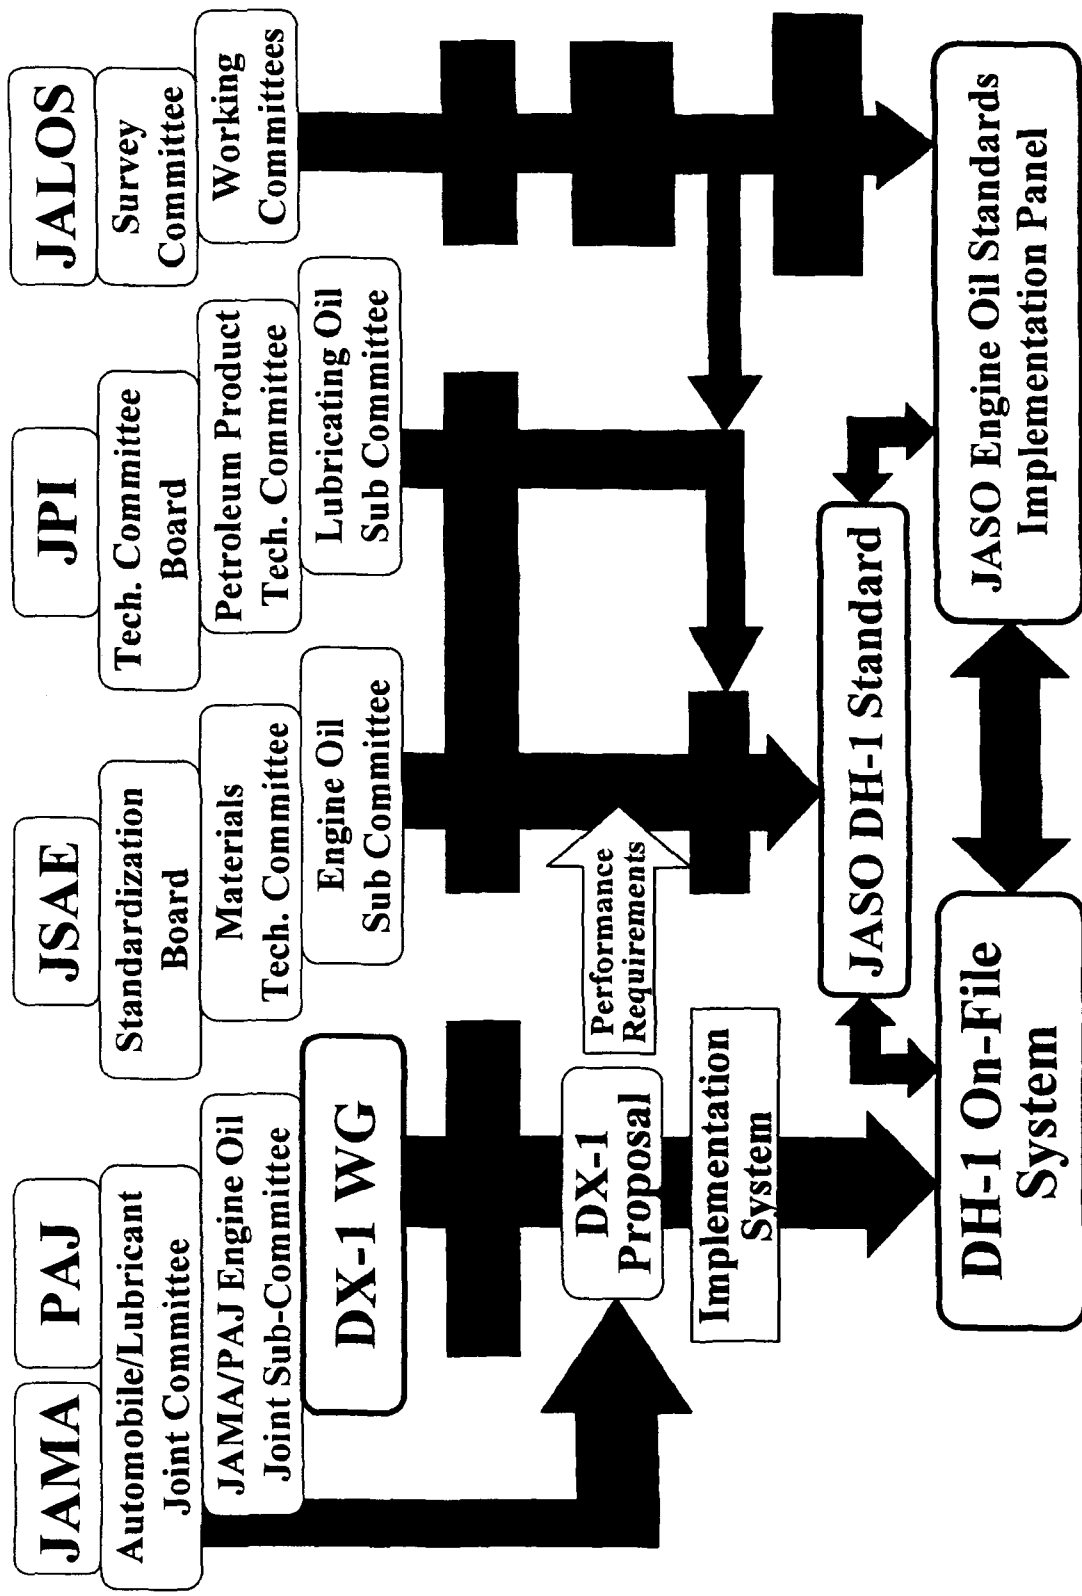 JAMA
PAJ
Automobile/Lubricant
Joint Committee
JAMA/PAJ Engine Oil
Joint Sub-Committee
DX-1 WG
JSAE
Standardization
Board
Materials
Tech. Committee
Engine Oil
Sub Committee
JPI
Tech. Committee
Board
Petroleum Product
Tech. Committee
Lubricating Oil
Sub Committee
JALOS
Survey
Committee
Working
Committees
DX-1
Proposal
Performance
Requirements
Implementation
System
JASO DH-1 Standard
DH-1 On-File
System
JASO Engine Oil Standards
Implementation Panel